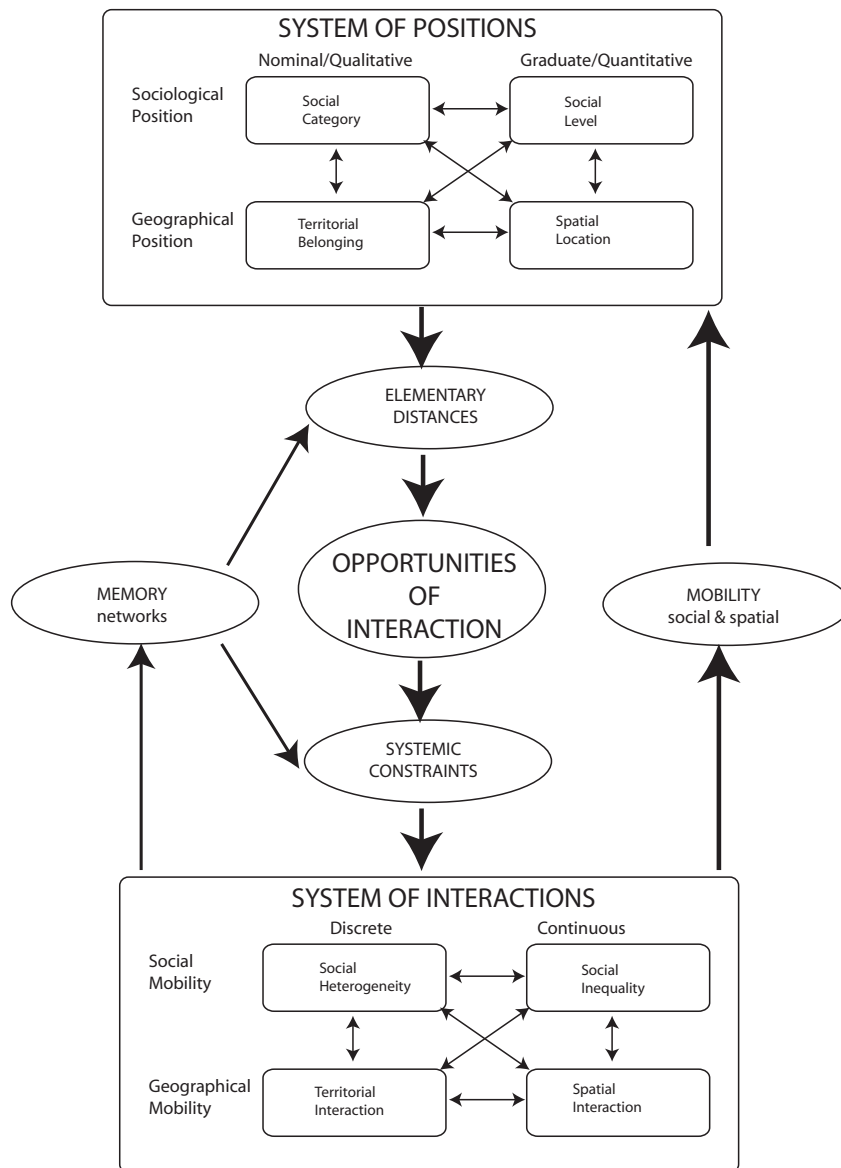 SYSTEM OF POSITIONS
Nominal/Qualitative
Graduate/Quantitative
Sociological
Position
Social
Category
Social
Level
Geographical
Position
Territorial
Belonging
Spatial
Location
ELEMENTARY
DISTANCES
OPPORTUNITIES
OF
INTERACTION
MEMORY
networks
MOBILITY
social & spatial
SYSTEMIC
CONSTRAINTS
SYSTEM OF INTERACTIONS
Discrete
Continuous
Social
Mobility
Social
Heterogeneity
Social
Inequality
Geographical
Mobility
Territorial
Interaction
Spatial
Interaction